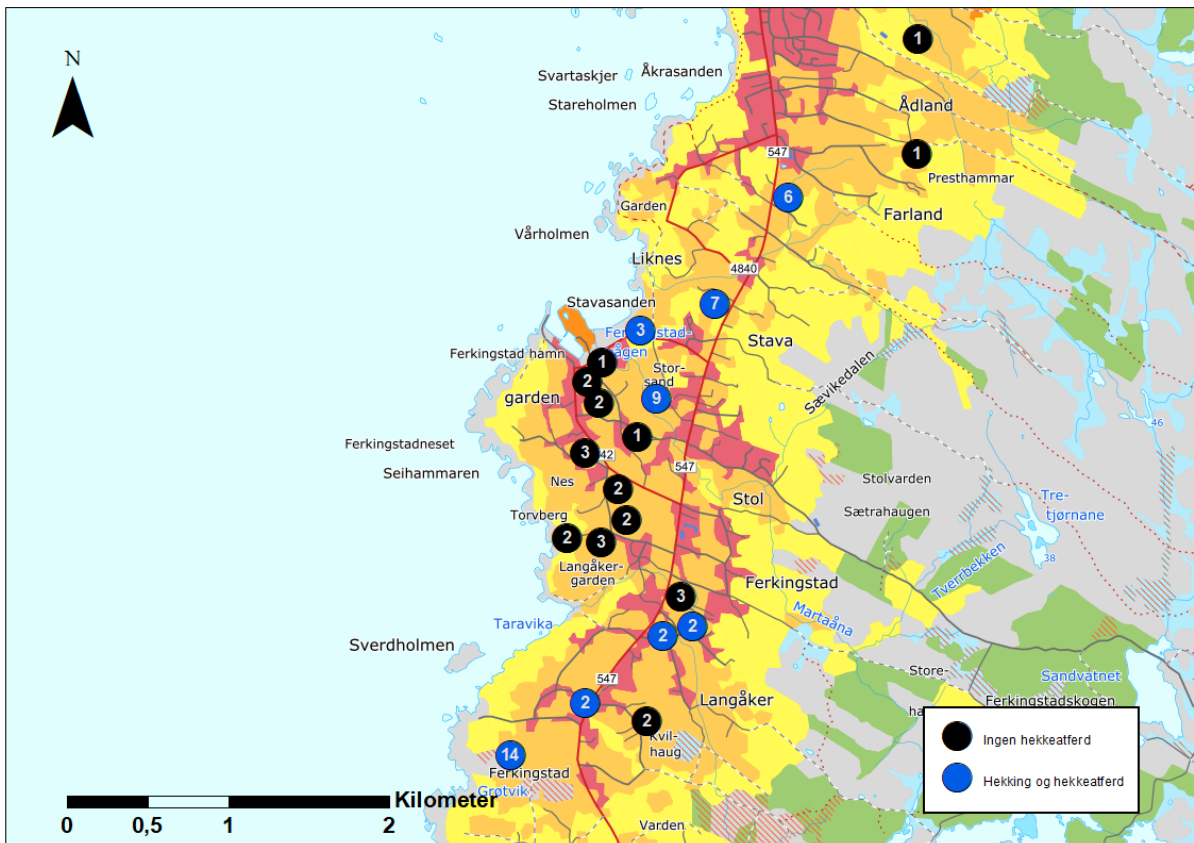 N
Svartaskjer
Åkrasanden
Stareholmen
1
Ådland
547
1
Presthammar
6
Garden
Farland
Vårholmen
Liknes
4840
Stavasanden
7
3
Stava
Ferkingstad hamn
1
Stor-
sand
2
2
9
garden
Sævikedalen
46
Ferkingstadneset
1
3
42
547
Seihammaren
Nes
2
Stol
Stolvarden
Tre-
tjørnane
Sætrahaugen
Torvberg
2
2
3
38
Langåker-
garden
Ferkingstad
Tverrbekken
3
Martaåna
Taravika
2
2
Sverdholmen
547
Store-
Sandvatnet
2
Langåker
Ferkingstadskogen
2
Kvil-
haug
Ingen hekkeatferd
14
Ferkingstad
Grøtvik
Hekking og hekkeatferd
Kilometer
0 0,5 1 2
Varden